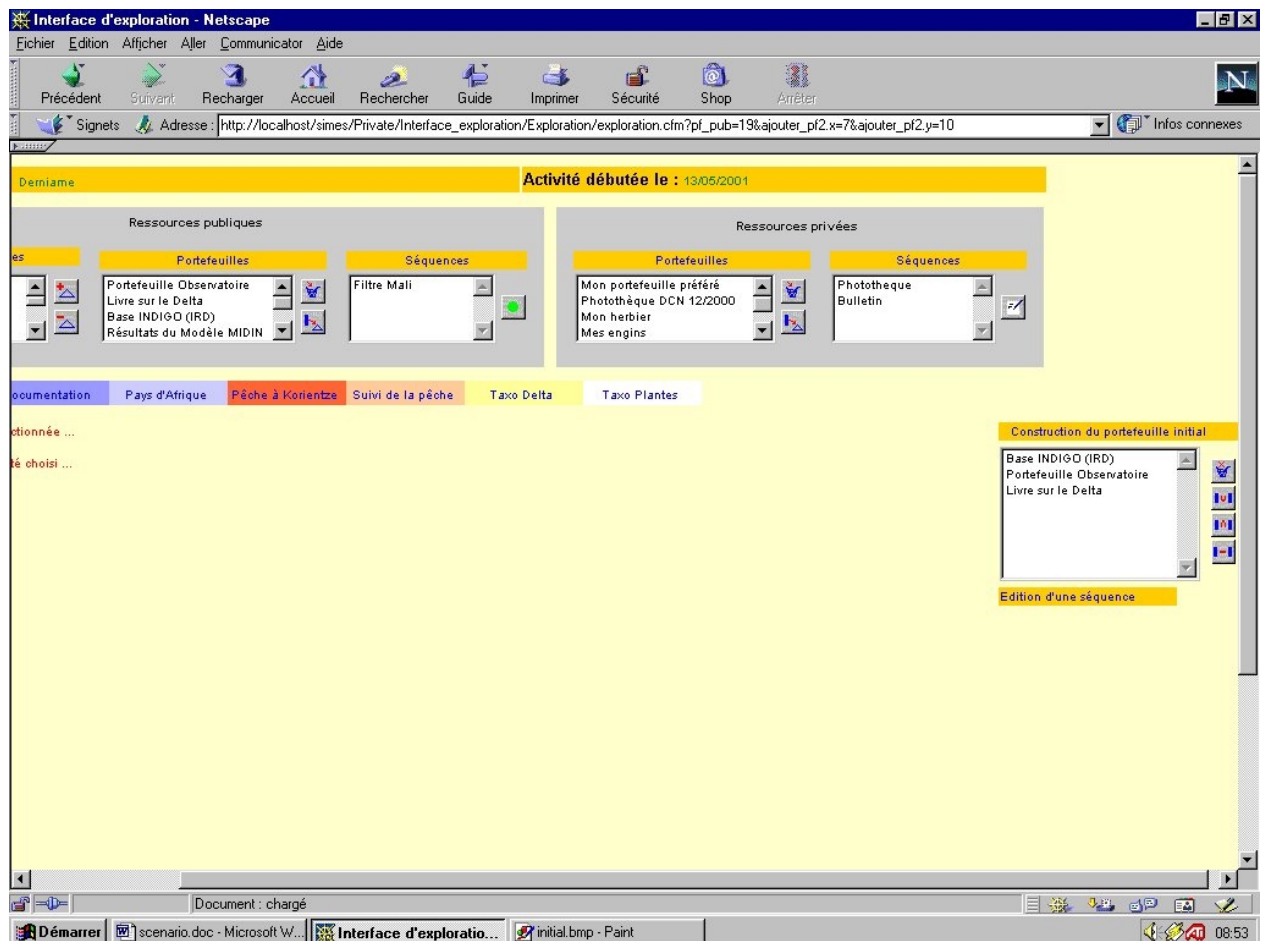 Interface d'exploration - Netscape
Fichier Edition Afficher Aller Communicator Aide
Précédent Suivant Recharger Accueil Rechercher Guide Imprimer Sécurité Shop Arrêter
N
Signets Adresse : http://localhost/simes/Private/Interface_exploration/Exploration/exploration.cfm?pf_pub=19&ajouter_pf2.x=7&ajouter_pf2.y=10 Infos connexes
Derniame Activité débutée le : 13/05/2001
Ressources publiques Ressources privées
es Portefeuilles Séquences Portefeuilles Séquences
Portefeuille Observatoire Filtre Mali Mon portefeuille préféré Phototheque
Livre sur le Delta Photothèque DCN 12/2000 Bulletin
Base INDIGO (IRD) Mon herbier
Résultats du Modèle MIDIN Mes engins
ocumentation Pays d'Afrique Pêche à Korientze Suivi de la pêche Taxo Delta Taxo Plantes
ctionnée ... Construction du portefeuille initial
té choisi ... Base INDIGO (IRD)
Portefeuille Observatoire
Livre sur le Delta
Edition d'une séquence
Document : chargé
Démarrer scenario.doc - Microsoft W... Interface d'exploratio... initial.bmp - Paint 08:53